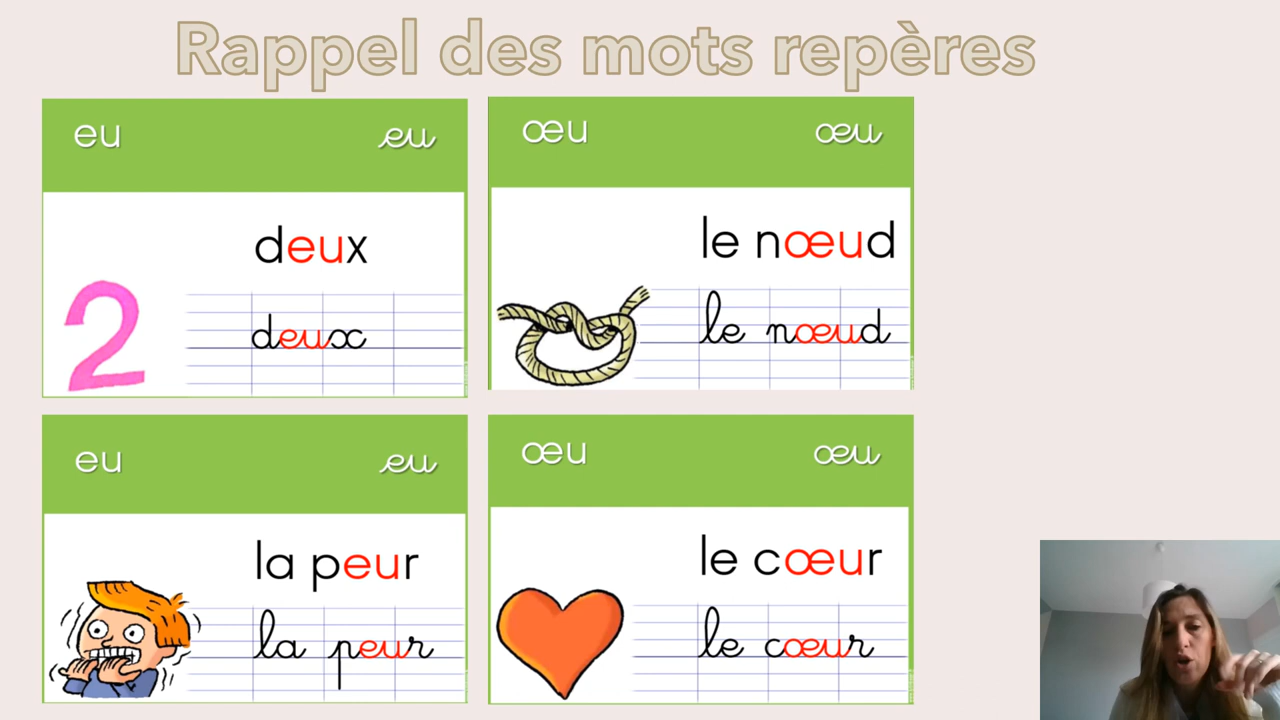 Rappel des mots repères
eu eu
deux
deux
œu œu
le nœud
le nœud
eu eu
la peur
la peur
œu œu
le cœur
le cœur